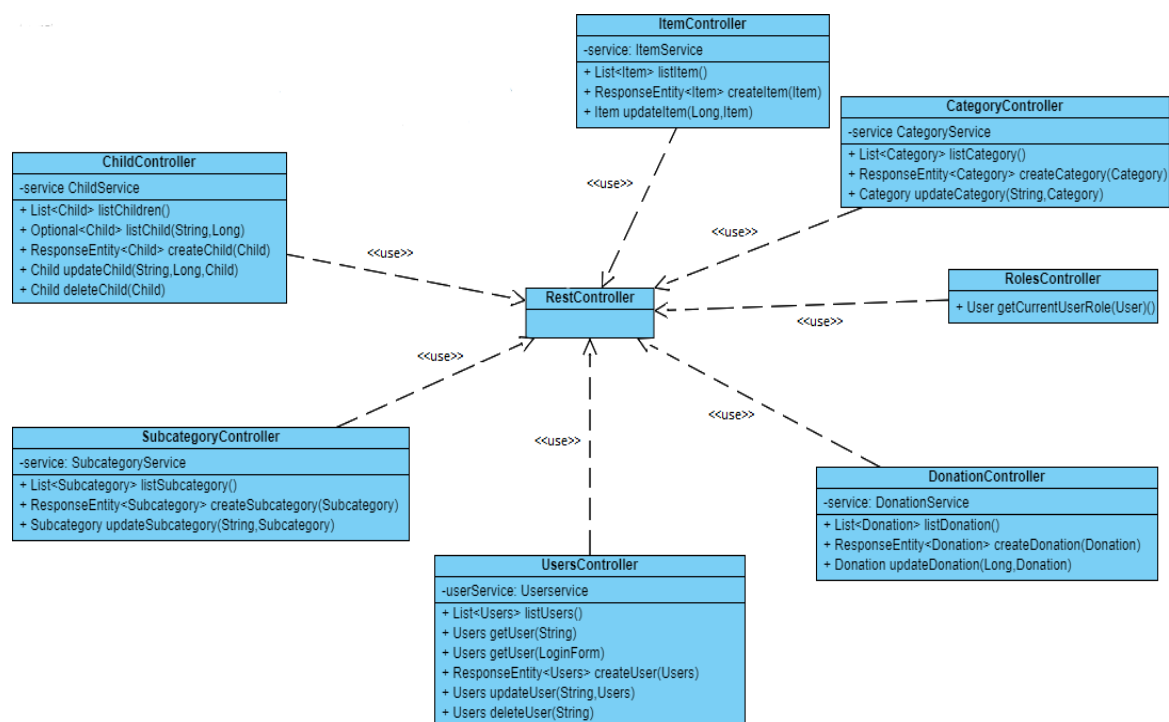 ItemController
-service: ItemService
+ List<Item> listItem()
+ ResponseEntity<Item> createItem(Item)
+ Item updateItem(Long,Item)
CategoryController
-service CategoryService
+ List<Category> listCategory()
+ ResponseEntity<Category> createCategory(Category)
+ Category updateCategory(String,Category)
ChildController
-service ChildService
+ List<Child> listChildren()
+ Optional<Child> listChild(String,Long)
+ ResponseEntity<Child> createChild(Child)
+ Child updateChild(String,Long,Child)
+ Child deleteChild(Child)
<<use>>
<<use>>
<<use>>
RestController
RolesController
+ User getCurrentUserRole(User)()
<<use>>
<<use>>
<<use>>
<<use>>
SubcategoryController
-service: SubcategoryService
+ List<Subcategory> listSubcategory()
+ ResponseEntity<Subcategory> createSubcategory(Subcategory)
+ Subcategory updateSubcategory(String,Subcategory)
DonationController
-service: DonationService
+ List<Donation> listDonation()
+ ResponseEntity<Donation> createDonation(Donation)
+ Donation updateDonation(Long,Donation)
UsersController
-userService: Userservice
+ List<Users> listUsers()
+ Users getUser(String)
+ Users getUser(LoginForm)
+ ResponseEntity<Users> createUser(Users)
+ Users updateUser(String,Users)
+ Users deleteUser(String)